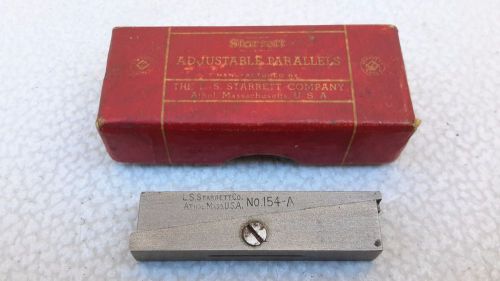 Starrett
ADJUSTABLE PARALLELS
MANUFACTURED BY
THE L. S. STARRETT COMPANY
Athol, Massachusetts, U.S.A.
L.S. STARRETT CO.
ATHOL, MASS. U.S.A. NO.154-A